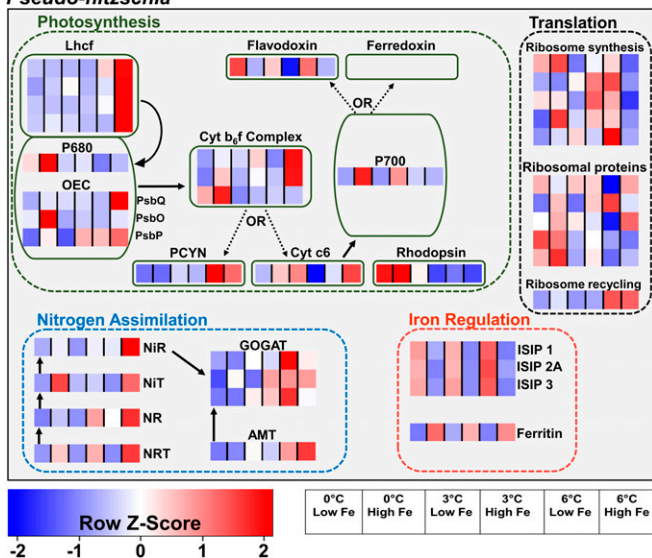 Pseudo-nitzschia
Photosynthesis
Translation
Lhcf
Flavodoxin
Ferredoxin
Ribosome synthesis
OR
Cyt b6f Complex
P680
P700
Ribosomal proteins
OEC
PsbQ
PsbO
PsbP
OR
PCYN
Cyt c6
Rhodopsin
Ribosome recycling
Nitrogen Assimilation
Iron Regulation
NiR
GOGAT
ISIP 1
ISIP 2A
ISIP 3
NiT
NR
AMT
Ferritin
NRT
Row Z-Score
-2 -1 0 1 2
0°C 0°C 3°C 3°C 6°C 6°C
Low Fe High Fe Low Fe High Fe Low Fe High Fe